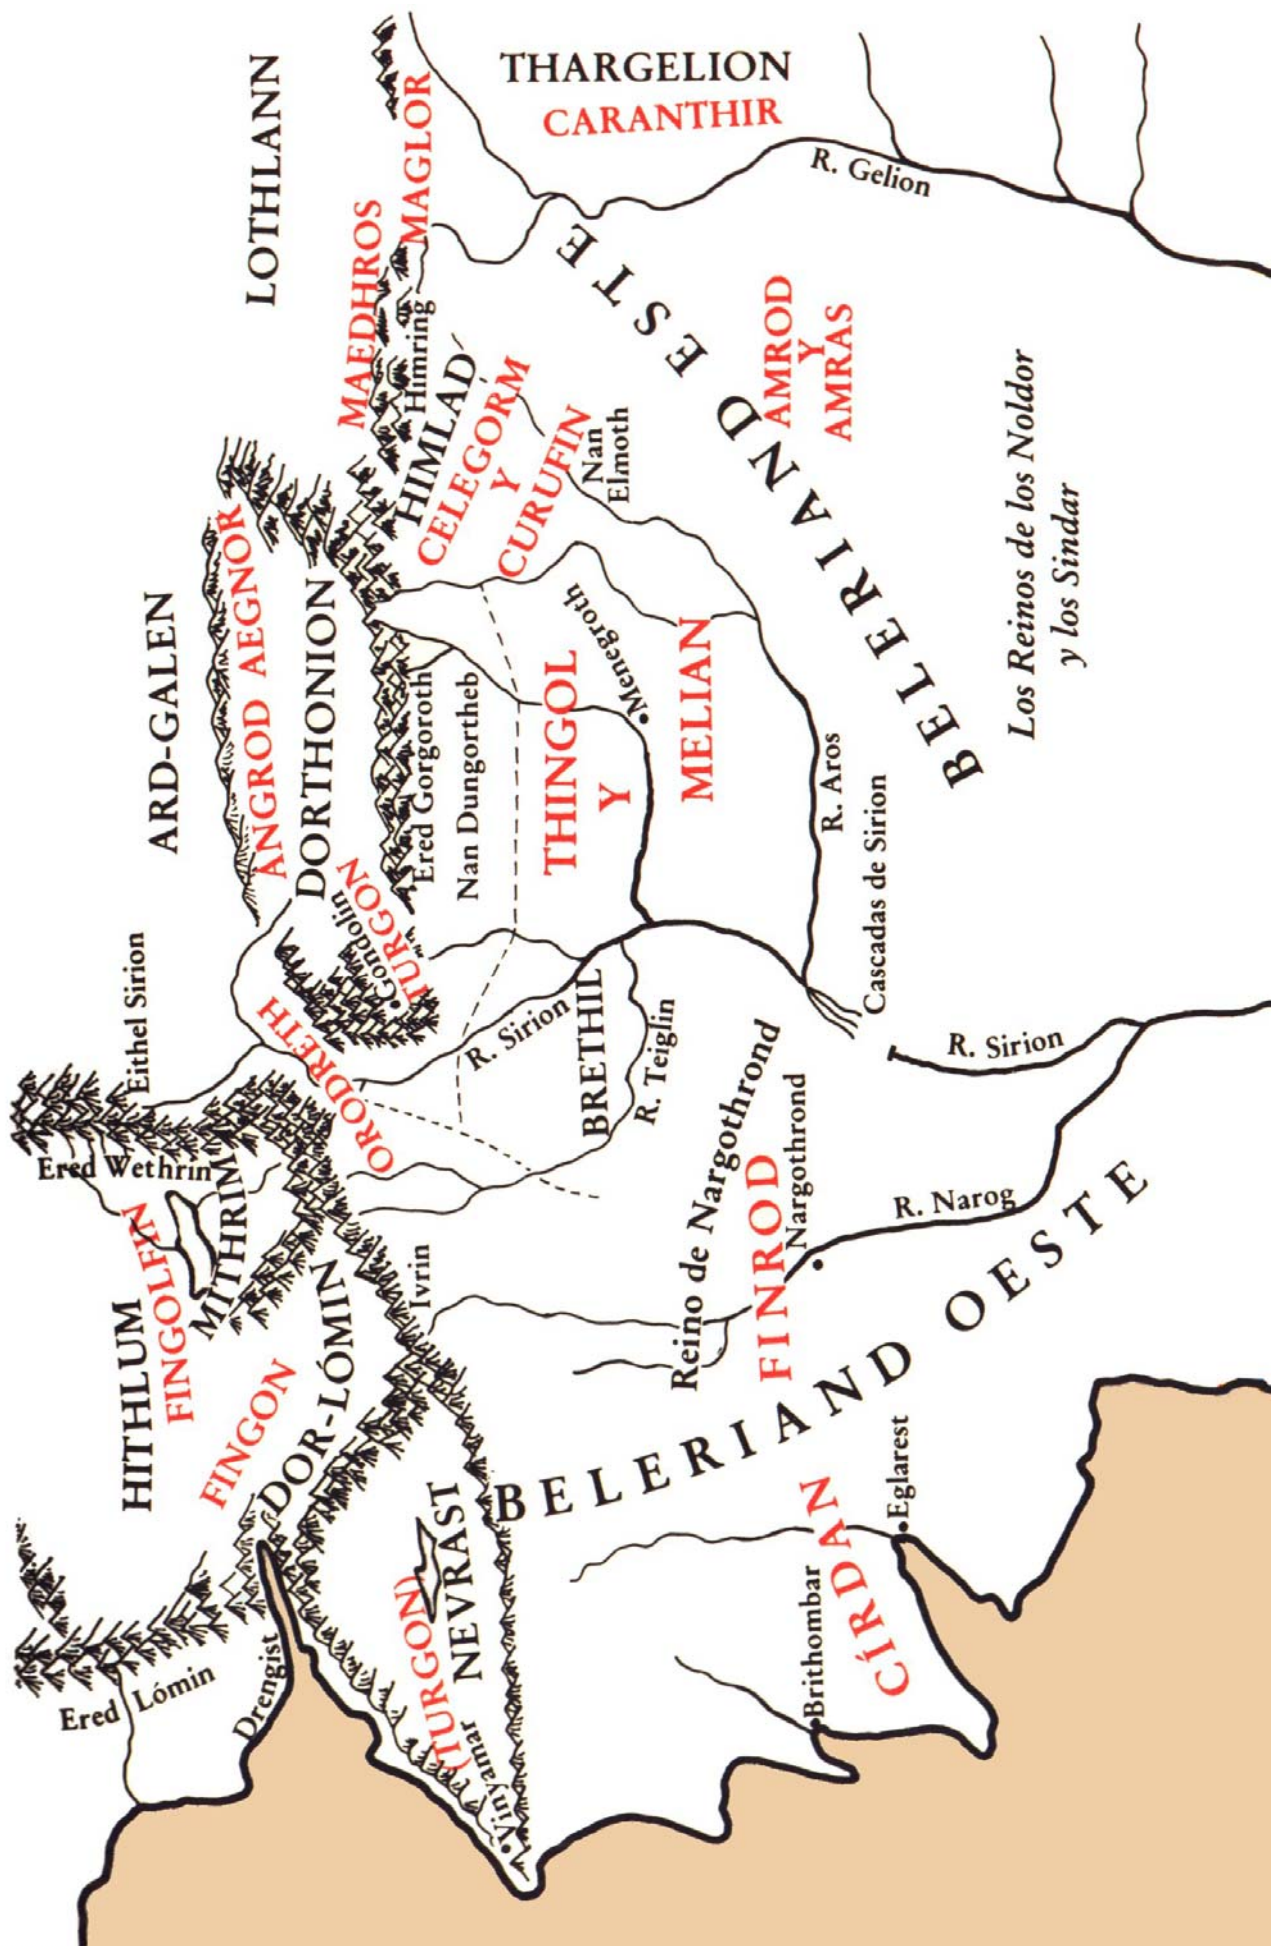 HITHLUM
FINGOLFIN
Ered Wethrin
MITHRIM
Eithel Sirion
ARD-GALEN
LOTHLANN
Ered Lómin
Drengist
FINGON
DOR-LÓMIN
ANGROD AEGNOR
DORTHONION
MAEDHROS
MAGLOR
Himring
THARGELION
CARANTHIR
(TURGON)
NEVRAST
Vinyamar
Ivrin
ORODRETH
Gondolin
TURGON
Ered Gorgoroth
Nan Dungortheb
HIMLAD
CELEGORM
Y
CURUFIN
Nan
Elmoth
R. Sirion
BRETHIL
R. Teiglin
THINGOL
Y
MELIAN
Menegroth
R. Gelion
BELERIAND ESTE
AMROD
Y
AMRAS
Reino de Nargothrond
FINROD
Nargothrond
R. Aros
Cascadas de Sirion
BELERIAND OESTE
Brithombar
CÍRDAN
Eglarest
R. Narog
R. Sirion
Los Reinos de los Noldor
y los Sindar